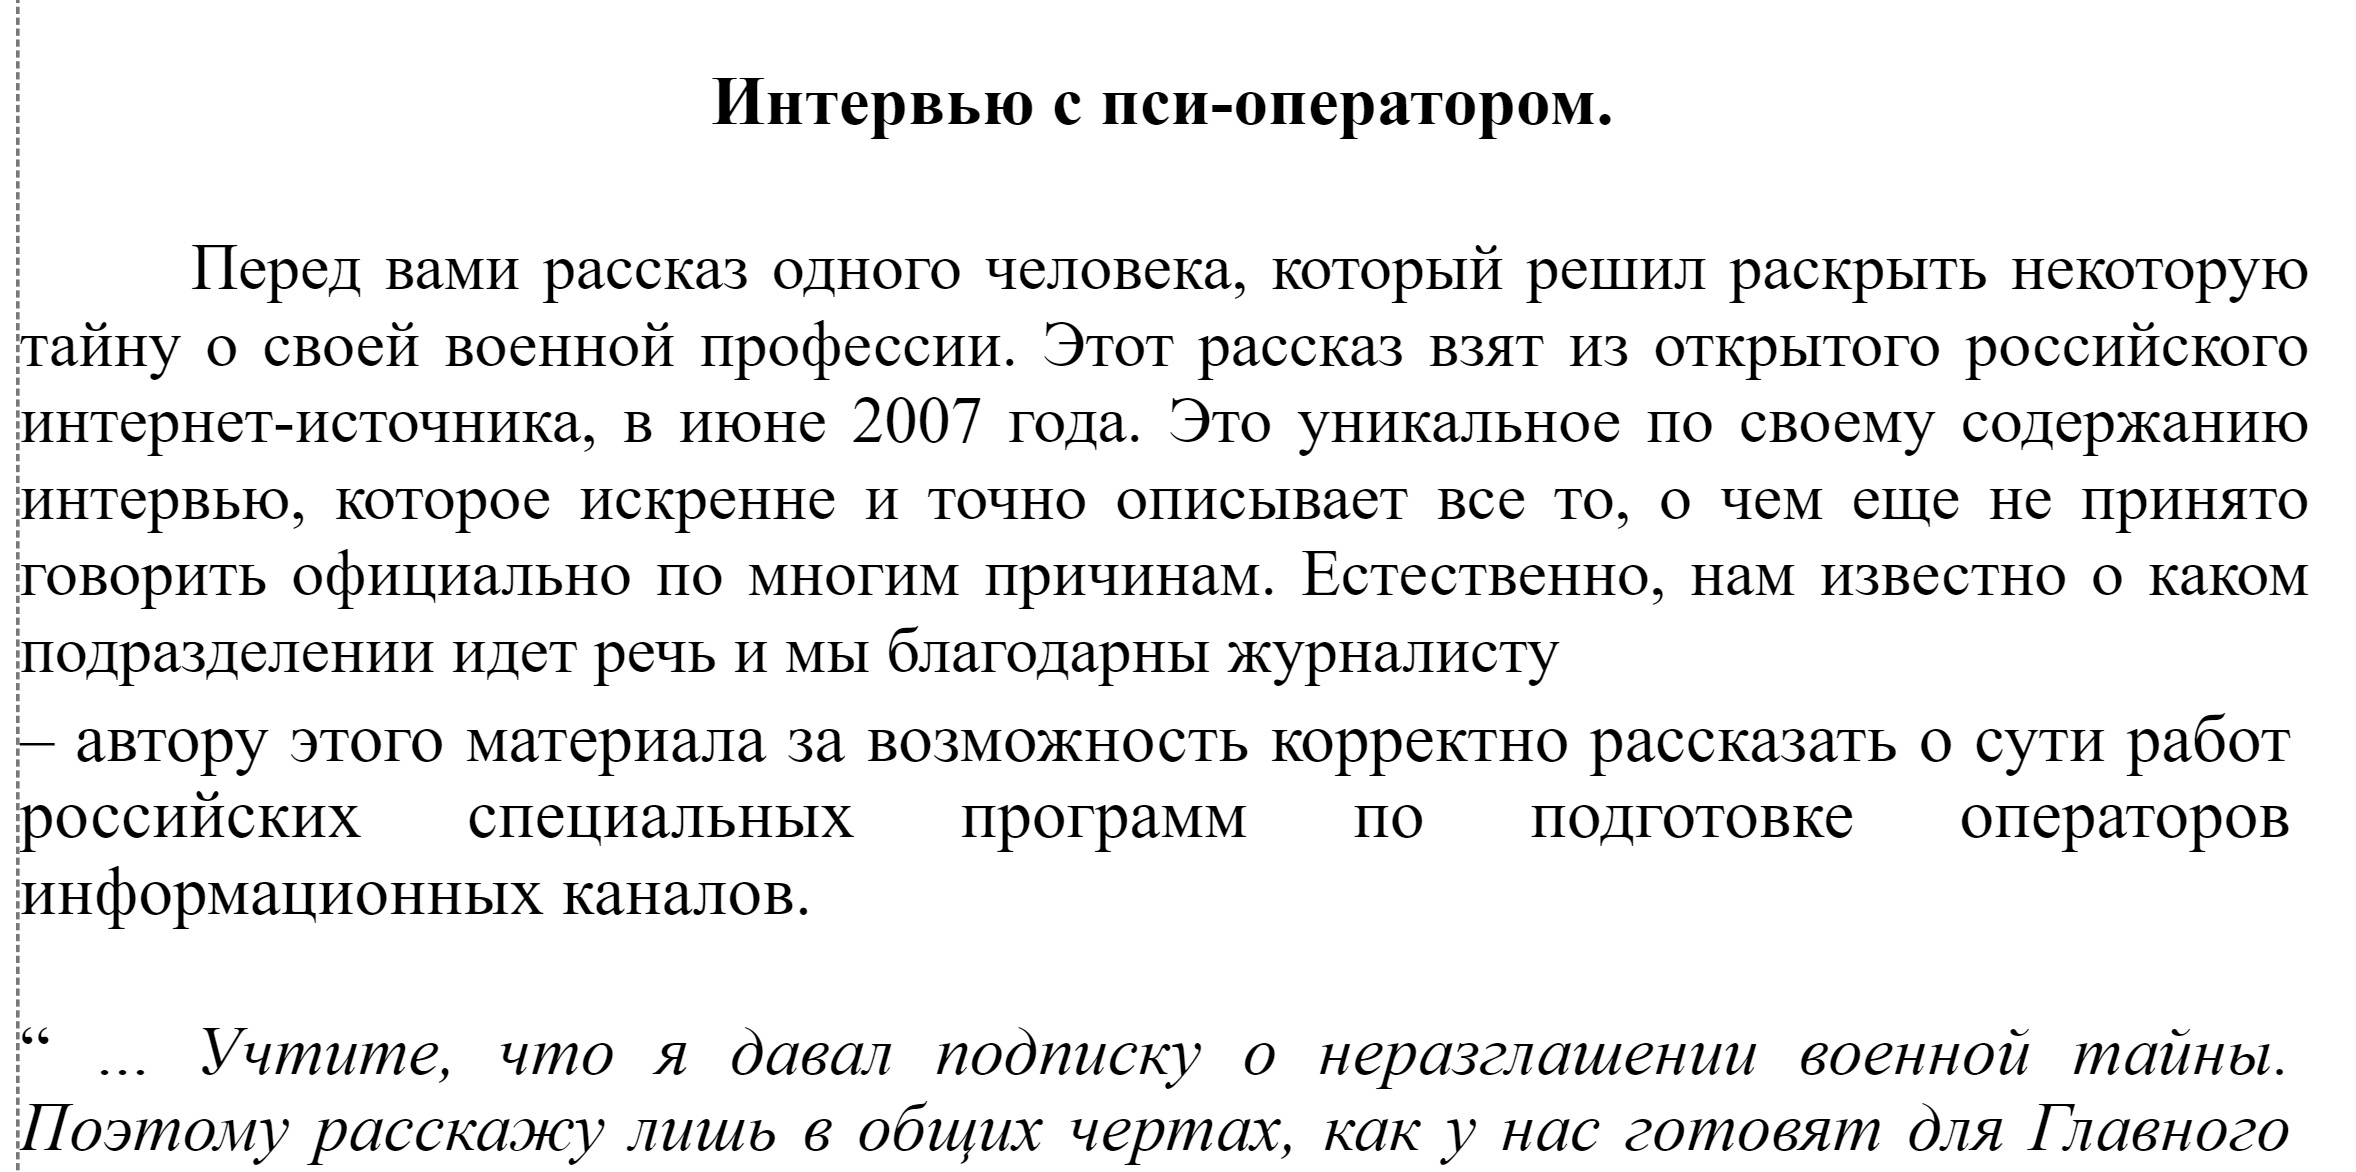 Интервью с пси-оператором.
Перед вами рассказ одного человека, который решил раскрыть некоторую
тайну о своей военной профессии. Этот рассказ взят из открытого российского
интернет-источника, в июне 2007 года. Это уникальное по своему содержанию
интервью, которое искренне и точно описывает все то, о чем еще не принято
говорить официально по многим причинам. Естественно, нам известно о каком
подразделении идет речь и мы благодарны журналисту
– автору этого материала за возможность корректно рассказать о сути работ
российских специальных программ по подготовке операторов
информационных каналов.
“ ... Учтите, что я давал подписку о неразглашении военной тайны.
Поэтому расскажу лишь в общих чертах, как у нас готовят для Главного